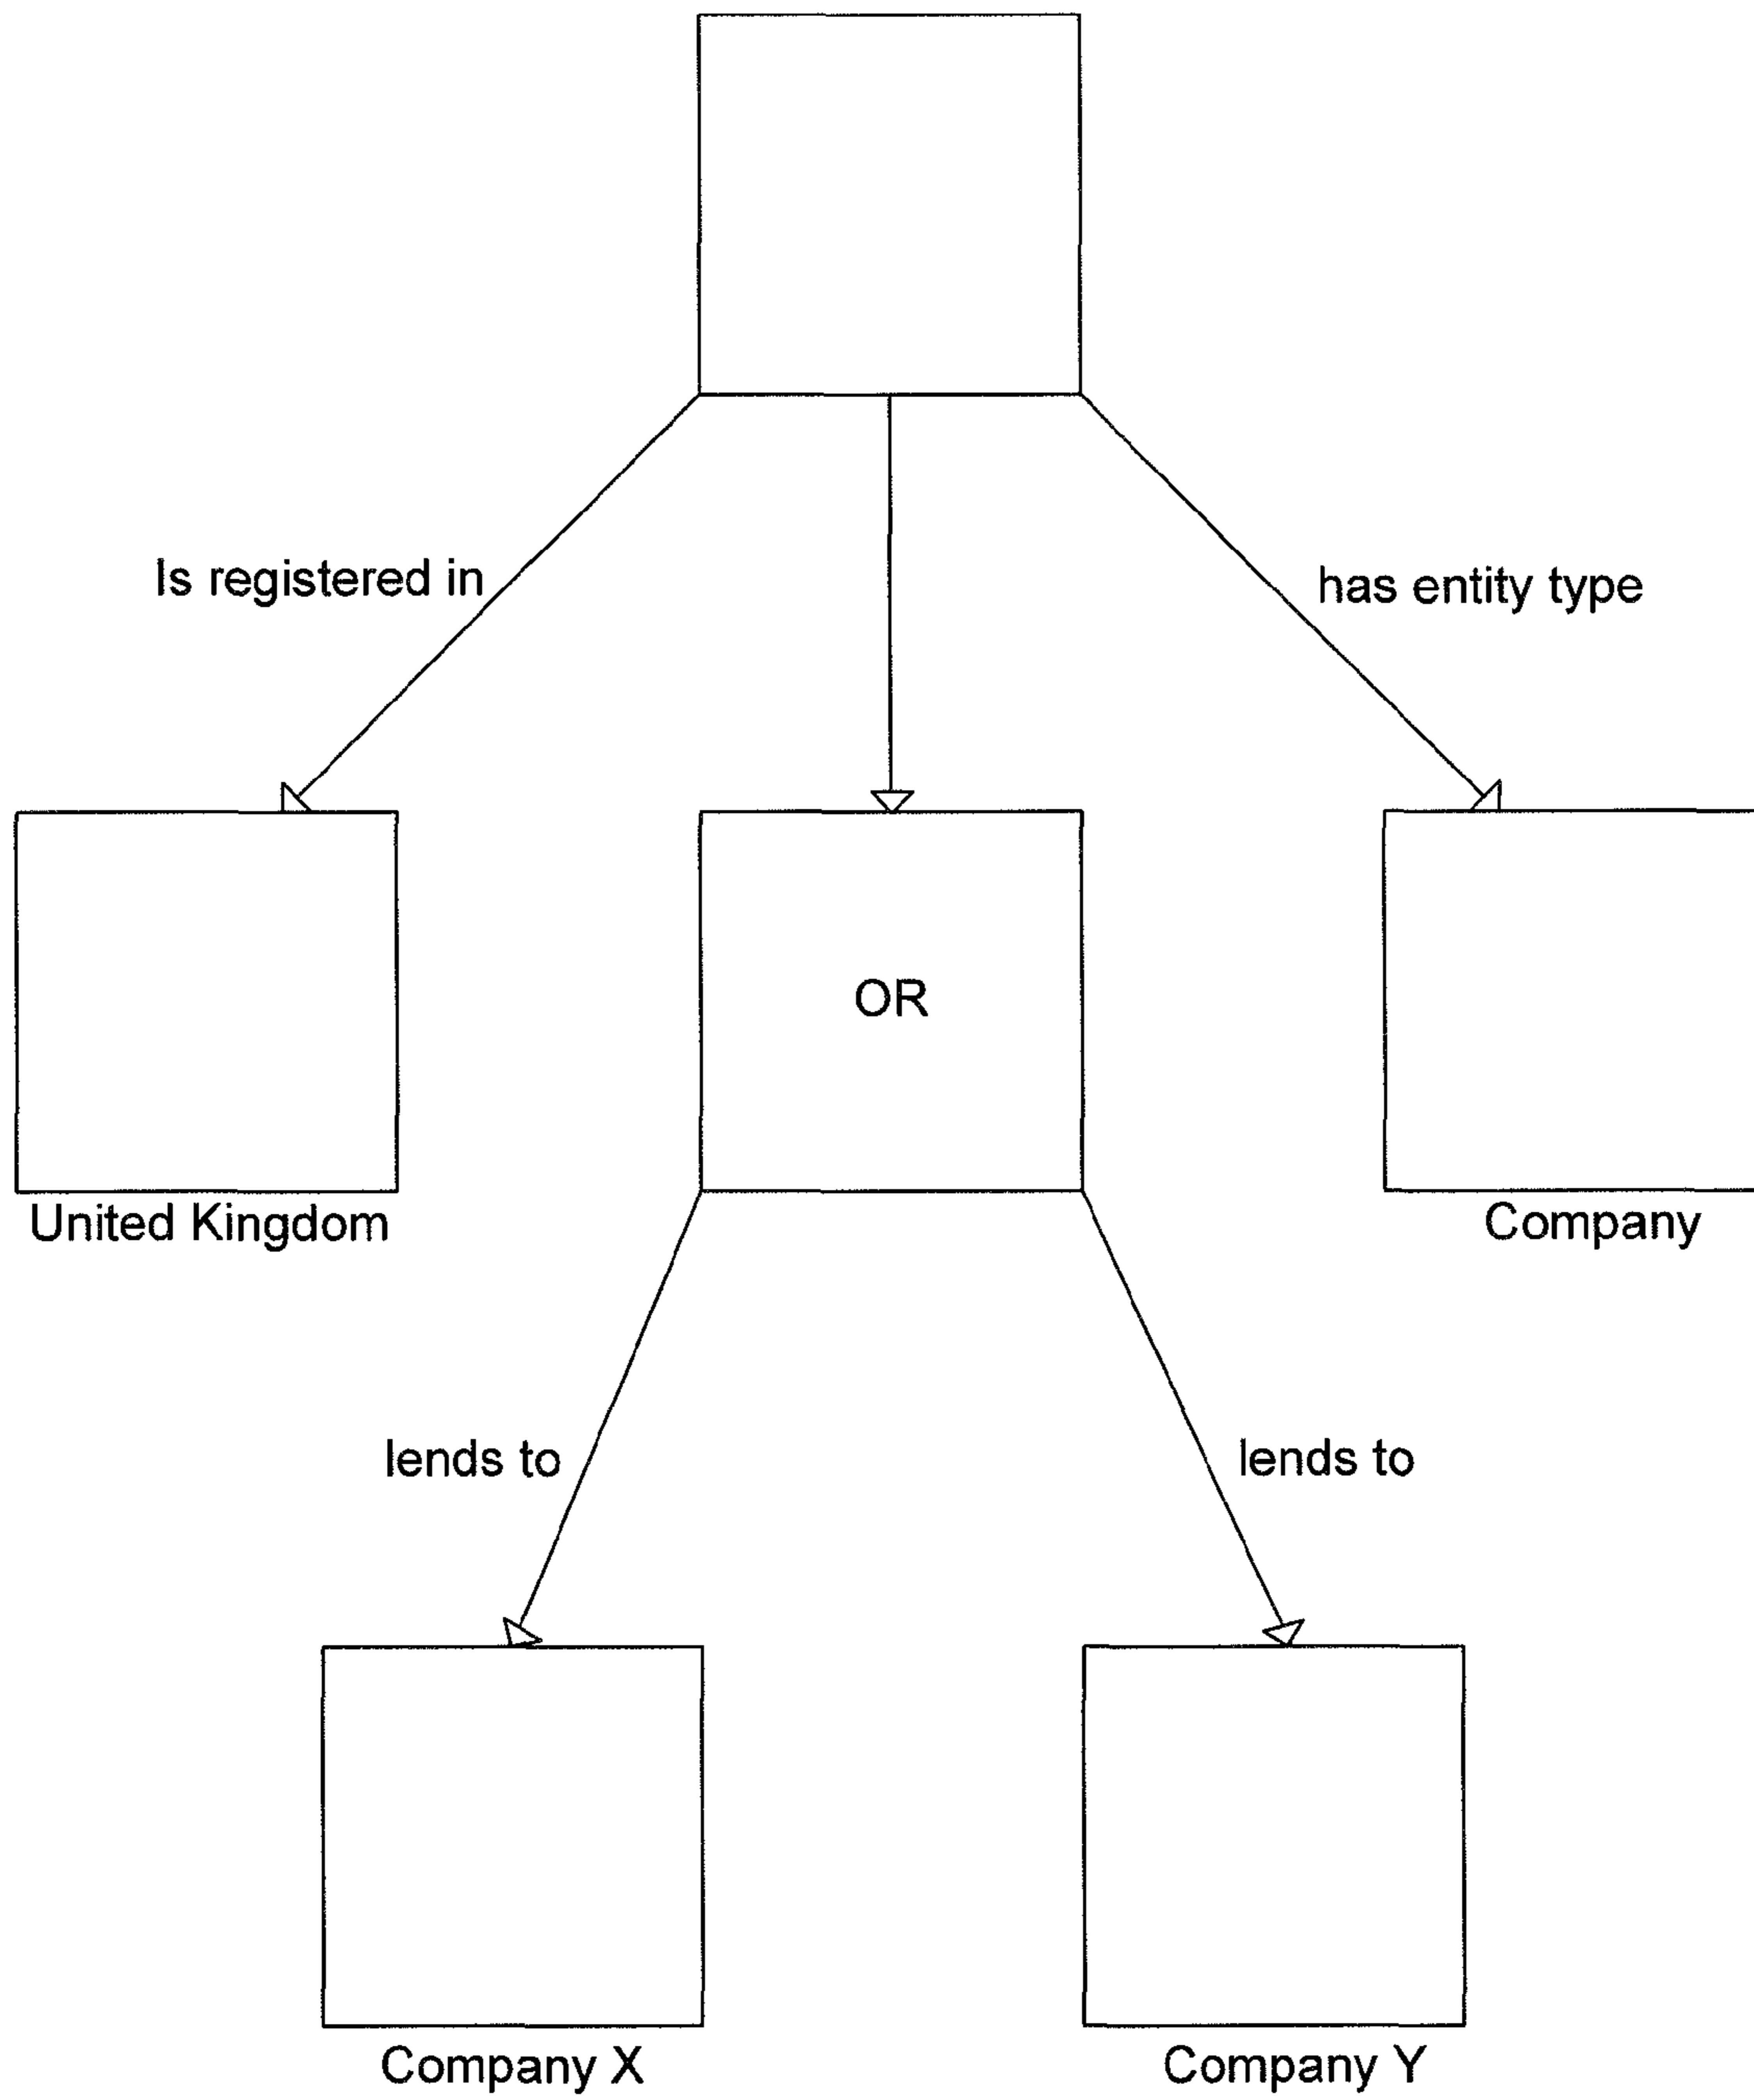 Is registered in
has entity type
OR
United Kingdom
Company
lends to
lends to
Company X
Company Y